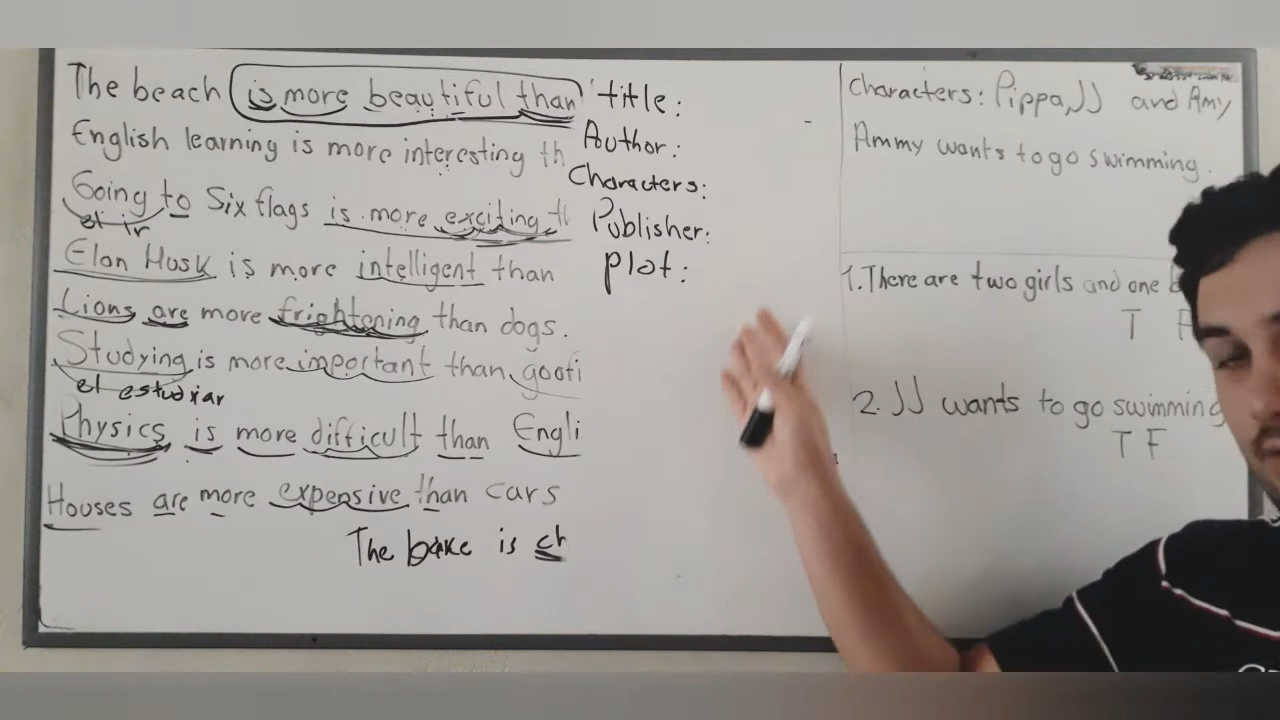 The beach is more beautiful than
English learning is more interesting th
Going to Six flags is more exciting
el ir
Elon Musk is more intelligent than
Lions are more frightening than dogs.
Studying is more important than goofi
el estudiar
Physics is more difficult than Engli
Houses are more expensive than cars
The is ch
title:
Author:
Characters:
Publisher:
plot:
Characters: Pippa, JJ and Amy
Ammy wants to go swimming.
1. There are two girls and one
T F
2. JJ wants to go swimming
T F